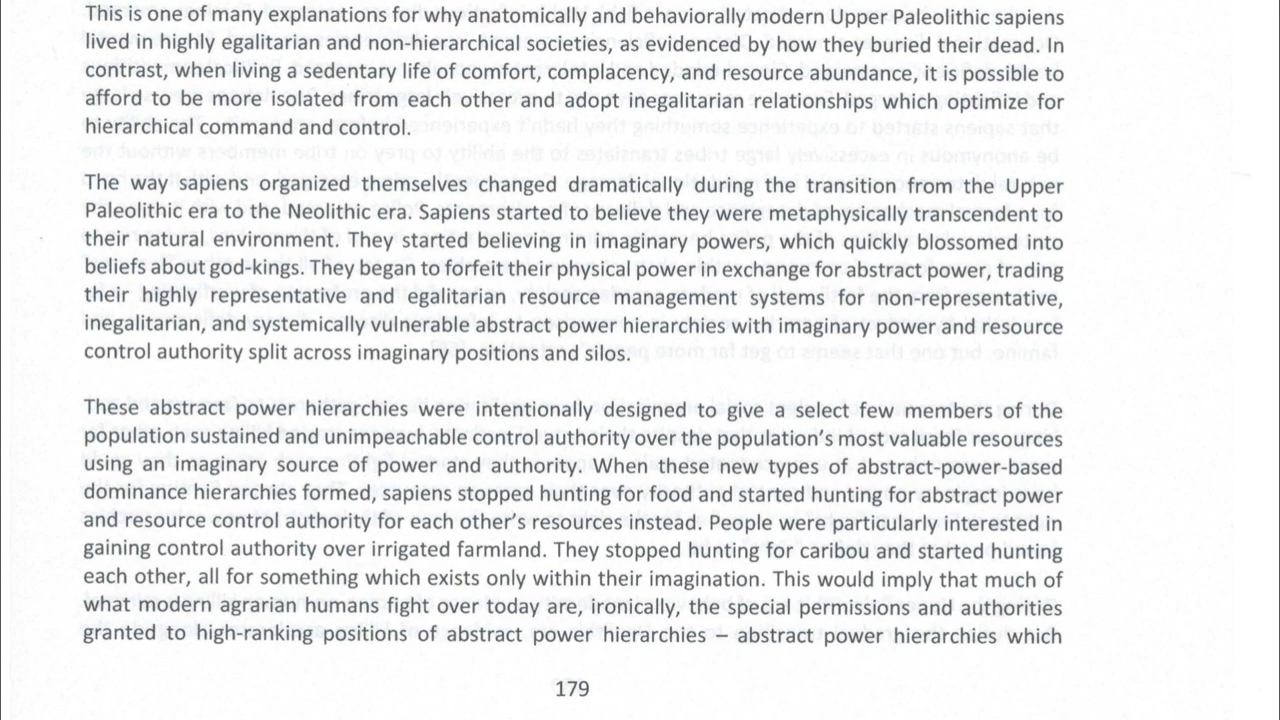 This is one of many explanations for why anatomically and behaviorally modern Upper Paleolithic sapiens
lived in highly egalitarian and non-hierarchical societies, as evidenced by how they buried their dead. In
contrast, when living a sedentary life of comfort, complacency, and resource abundance, it is possible to
afford to be more isolated from each other and adopt inegalitarian relationships which optimize for
hierarchical command and control.
The way sapiens organized themselves changed dramatically during the transition from the Upper
Paleolithic era to the Neolithic era. Sapiens started to believe they were metaphysically transcendent to
their natural environment. They started believing in imaginary powers, which quickly blossomed into
beliefs about god-kings. They began to forfeit their physical power in exchange for abstract power, trading
their highly representative and egalitarian resource management systems for non-representative,
inegalitarian, and systemically vulnerable abstract power hierarchies with imaginary power and resource
control authority split across imaginary positions and silos.
These abstract power hierarchies were intentionally designed to give a select few members of the
population sustained and unimpeachable control authority over the population's most valuable resources
using an imaginary source of power and authority. When these new types of abstract-power-based
dominance hierarchies formed, sapiens stopped hunting for food and started hunting for abstract power
and resource control authority for each other's resources instead. People were particularly interested in
gaining control authority over irrigated farmland. They stopped hunting for caribou and started hunting
each other, all for something which exists only within their imagination. This would imply that much of
what modern agrarian humans fight over today are, ironically, the special permissions and authorities
granted to high-ranking positions of abstract power hierarchies – abstract power hierarchies which
179